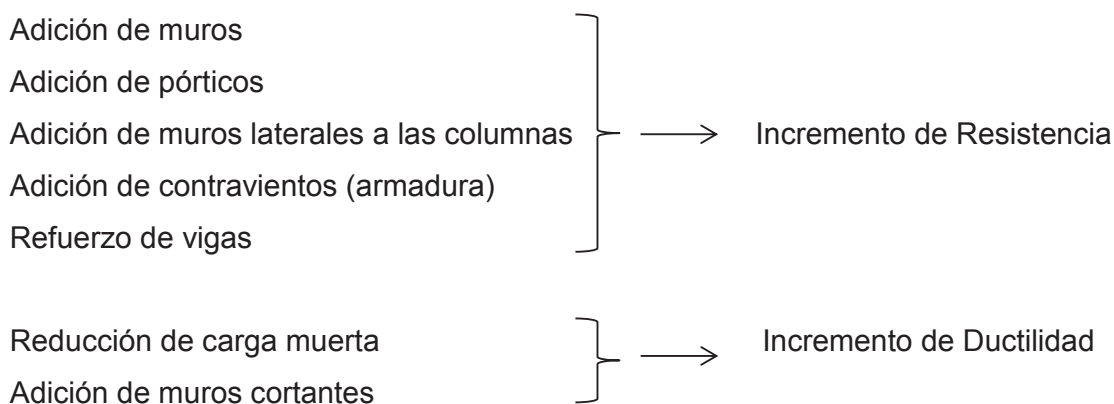 Adición de muros
Adición de pórticos
Adición de muros laterales a las columnas
Incremento de Resistencia
Adición de contravientos (armadura)
Refuerzo de vigas
Reducción de carga muerta
Incremento de Ductilidad
Adición de muros cortantes